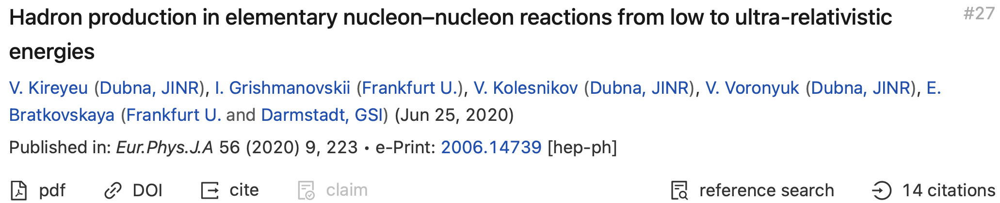 Hadron production in elementary nucleon–nucleon reactions from low to ultra-relativistic #27
energies
V. Kireyeu (Dubna, JINR), I. Grishmanovskii (Frankfurt U.), V. Kolesnikov (Dubna, JINR), V. Voronyuk (Dubna, JINR), E.
Bratkovskaya (Frankfurt U. and Darmstadt, GSI) (Jun 25, 2020)
Published in: Eur.Phys.J.A 56 (2020) 9, 223 • e-Print: 2006.14739 [hep-ph]
pdf DOI cite claim reference search 14 citations